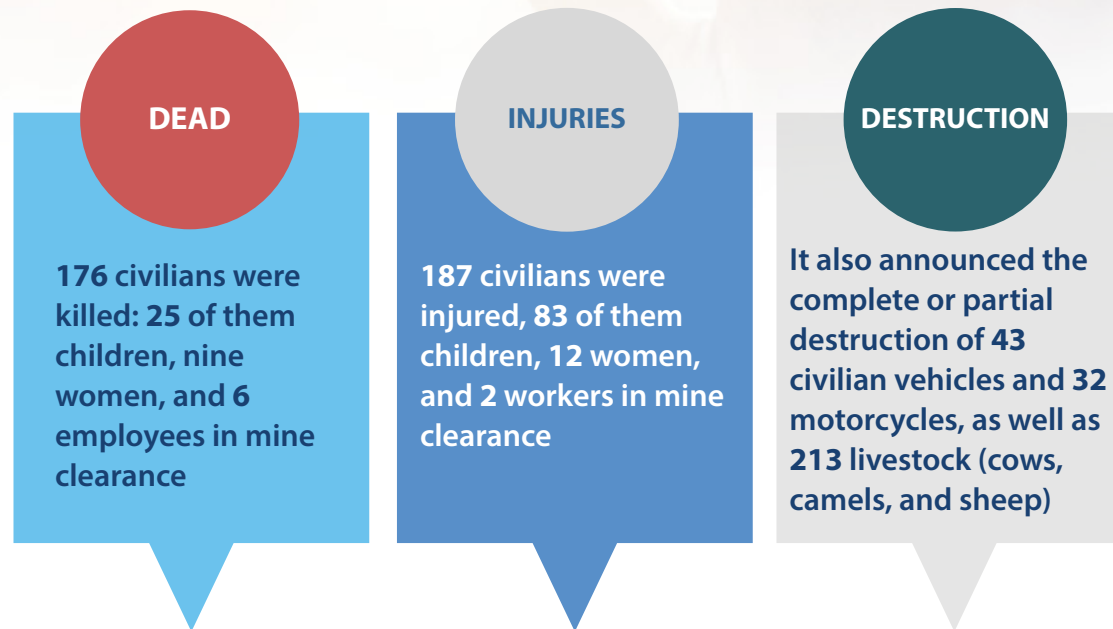 DEAD
176 civilians were
killed: 25 of them
children, nine
women, and 6
employees in mine
clearance
INJURIES
187 civilians were
injured, 83 of them
children, 12 women,
and 2 workers in mine
clearance
DESTRUCTION
It also announced the
complete or partial
destruction of 43
civilian vehicles and 32
motorcycles, as well as
213 livestock (cows,
camels, and sheep)